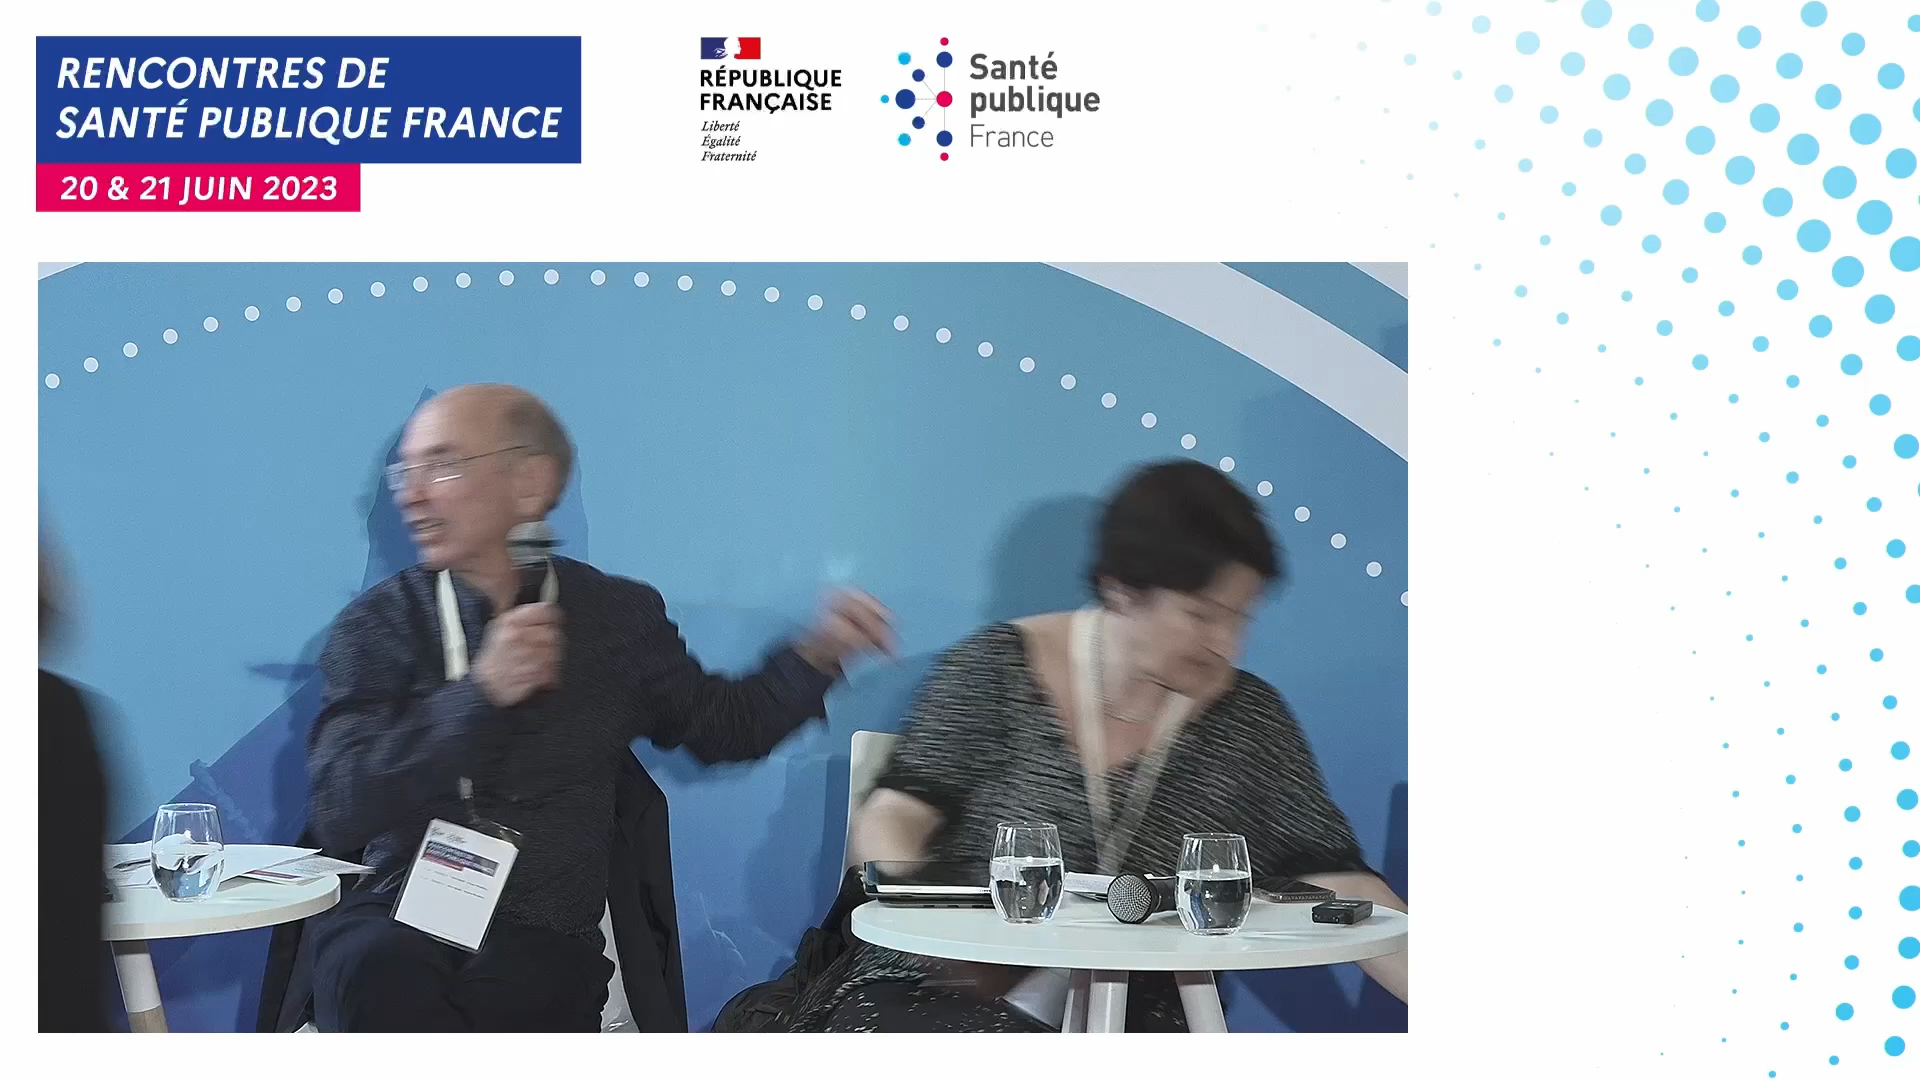 RENCONTRES DE
SANTÉ PUBLIQUE FRANCE
20 & 21 JUIN 2023
RÉPUBLIQUE
FRANÇAISE
Liberté
Égalité
Fraternité
Santé
publique
France